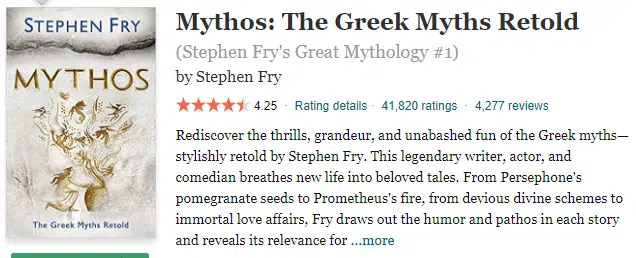 STEPHEN FRY
MYTHOS
The Greek Myths Retold
Mythos: The Greek Myths Retold
(Stephen Fry's Great Mythology #1)
by Stephen Fry
4.25 · Rating details · 41,820 ratings · 4,277 reviews
Rediscover the thrills, grandeur, and unabashed fun of the Greek myths—
stylishly retold by Stephen Fry. This legendary writer, actor, and
comedian breathes new life into beloved tales. From Persephone's
pomegranate seeds to Prometheus's fire, from devious divine schemes to
immortal love affairs, Fry draws out the humor and pathos in each story
and reveals its relevance for ...more